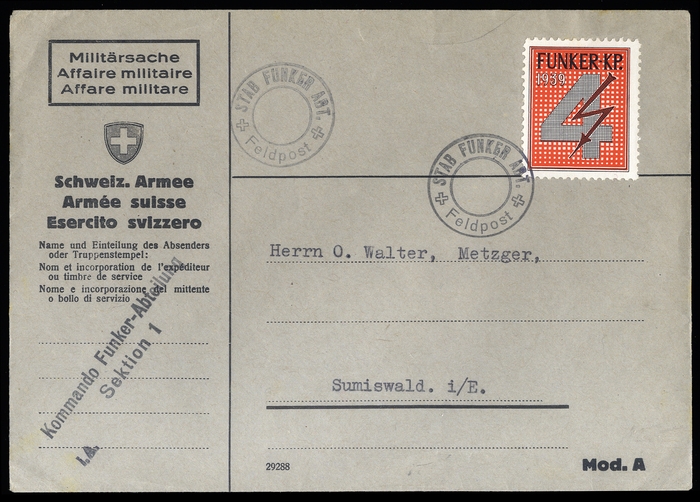 Militärsache
Affaire militaire
Affare militare
Schweiz. Armee
Armée suisse
Esercito svizzero
Name und Einteilung des Absenders
oder Truppenstempel:
Nom et incorporation de l'expéditeur
ou timbre de service
Nome e incorporazione del mittente
o bollo di servizio
Kommando Funker-Abteilung
Sektion 1
i.A.
STAB FUNKER ABT.
Feldpost
STAB FUNKER ABT.
Feldpost
FUNKER KP.
1939
4
Herrn O. Walter, Metzger,
Sumiswald. i/E.
29288
Mod. A